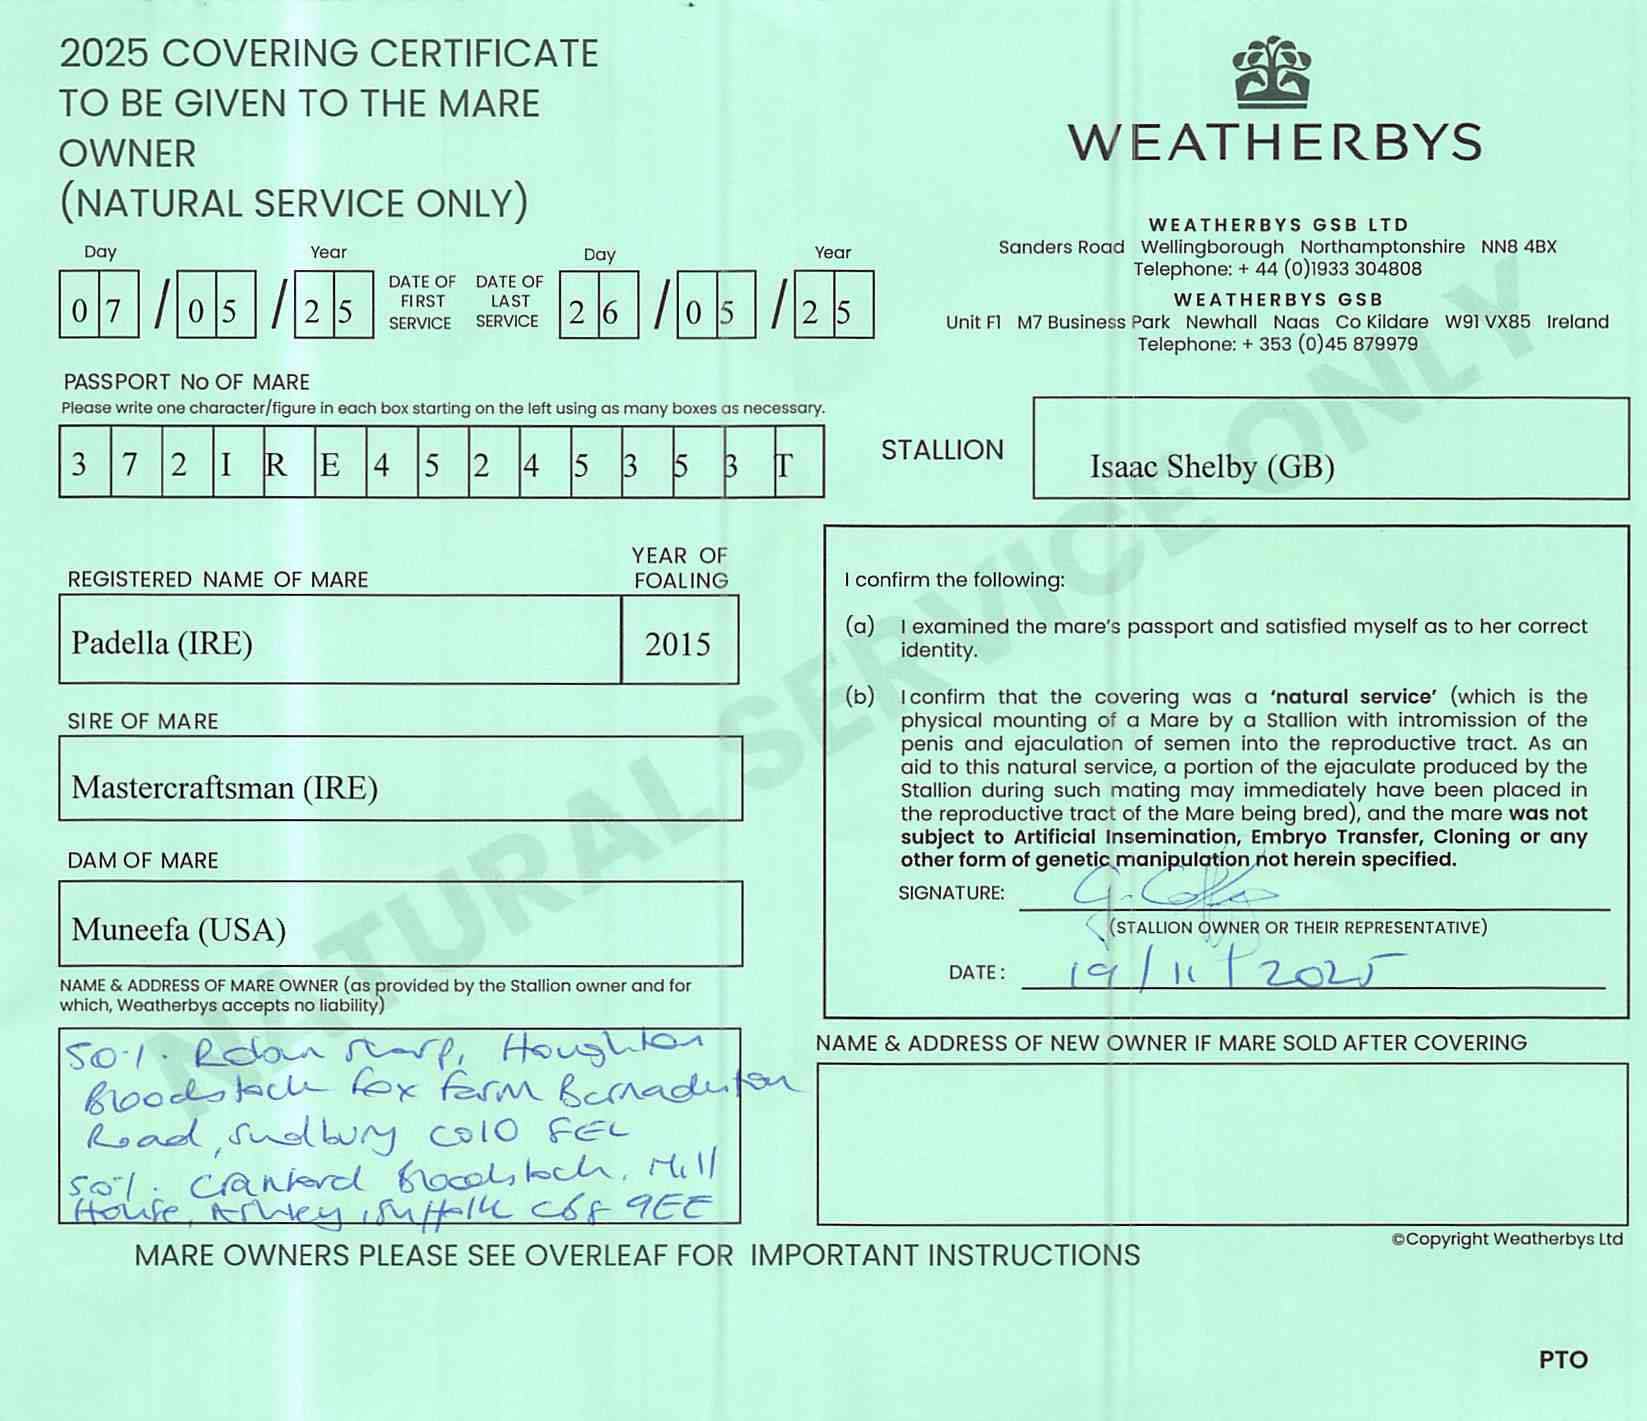 2025 COVERING CERTIFICATE
TO BE GIVEN TO THE MARE
OWNER
(NATURAL SERVICE ONLY)
WEATHERBYS
WEATHERBYS GSB LTD
Sanders Road Wellingborough Northamptonshire NN8 4BX
Telephone: + 44 (0)1933 304808
WEATHERBYS GSB
Unit F1 M7 Business Park Newhall Naas Co Kildare W91 VX85 Ireland
Telephone: + 353 (0)45 879979
Day Year Day Year
07/05/25 DATE OF FIRST SERVICE DATE OF LAST SERVICE 26/05/25
PASSPORT No OF MARE
Please write one character/figure in each box starting on the left using as many boxes as necessary.
372IRE45245353T
STALLION Isaac Shelby (GB)
REGISTERED NAME OF MARE YEAR OF FOALING
Padella (IRE) 2015
SIRE OF MARE
Mastercraftsman (IRE)
DAM OF MARE
Muneefa (USA)
NAME & ADDRESS OF MARE OWNER (as provided by the Stallion owner and for
which, Weatherbys accepts no liability)
50%. Sharp, Houghton
Bloodstock Fox Farm
Road, Sudbury CO10
50%. Cranford Bloodstock, Mill
House, Ashley, Suffolk CB8 9EE
I confirm the following:
(a) I examined the mare's passport and satisfied myself as to her correct
identity.
(b) I confirm that the covering was a 'natural service' (which is the
physical mounting of a Mare by a Stallion with intromission of the
penis and ejaculation of semen into the reproductive tract. As an
aid to this natural service, a portion of the ejaculate produced by the
Stallion during such mating may immediately have been placed in
the reproductive tract of the Mare being bred), and the mare was not
subject to Artificial Insemination, Embryo Transfer, Cloning or any
other form of genetic manipulation not herein specified.
SIGNATURE:
(STALLION OWNER OR THEIR REPRESENTATIVE)
DATE: 19/11/2025
NAME & ADDRESS OF NEW OWNER IF MARE SOLD AFTER COVERING
©Copyright Weatherbys Ltd
MARE OWNERS PLEASE SEE OVERLEAF FOR IMPORTANT INSTRUCTIONS
PTO
NATURAL SERVICE ONLY